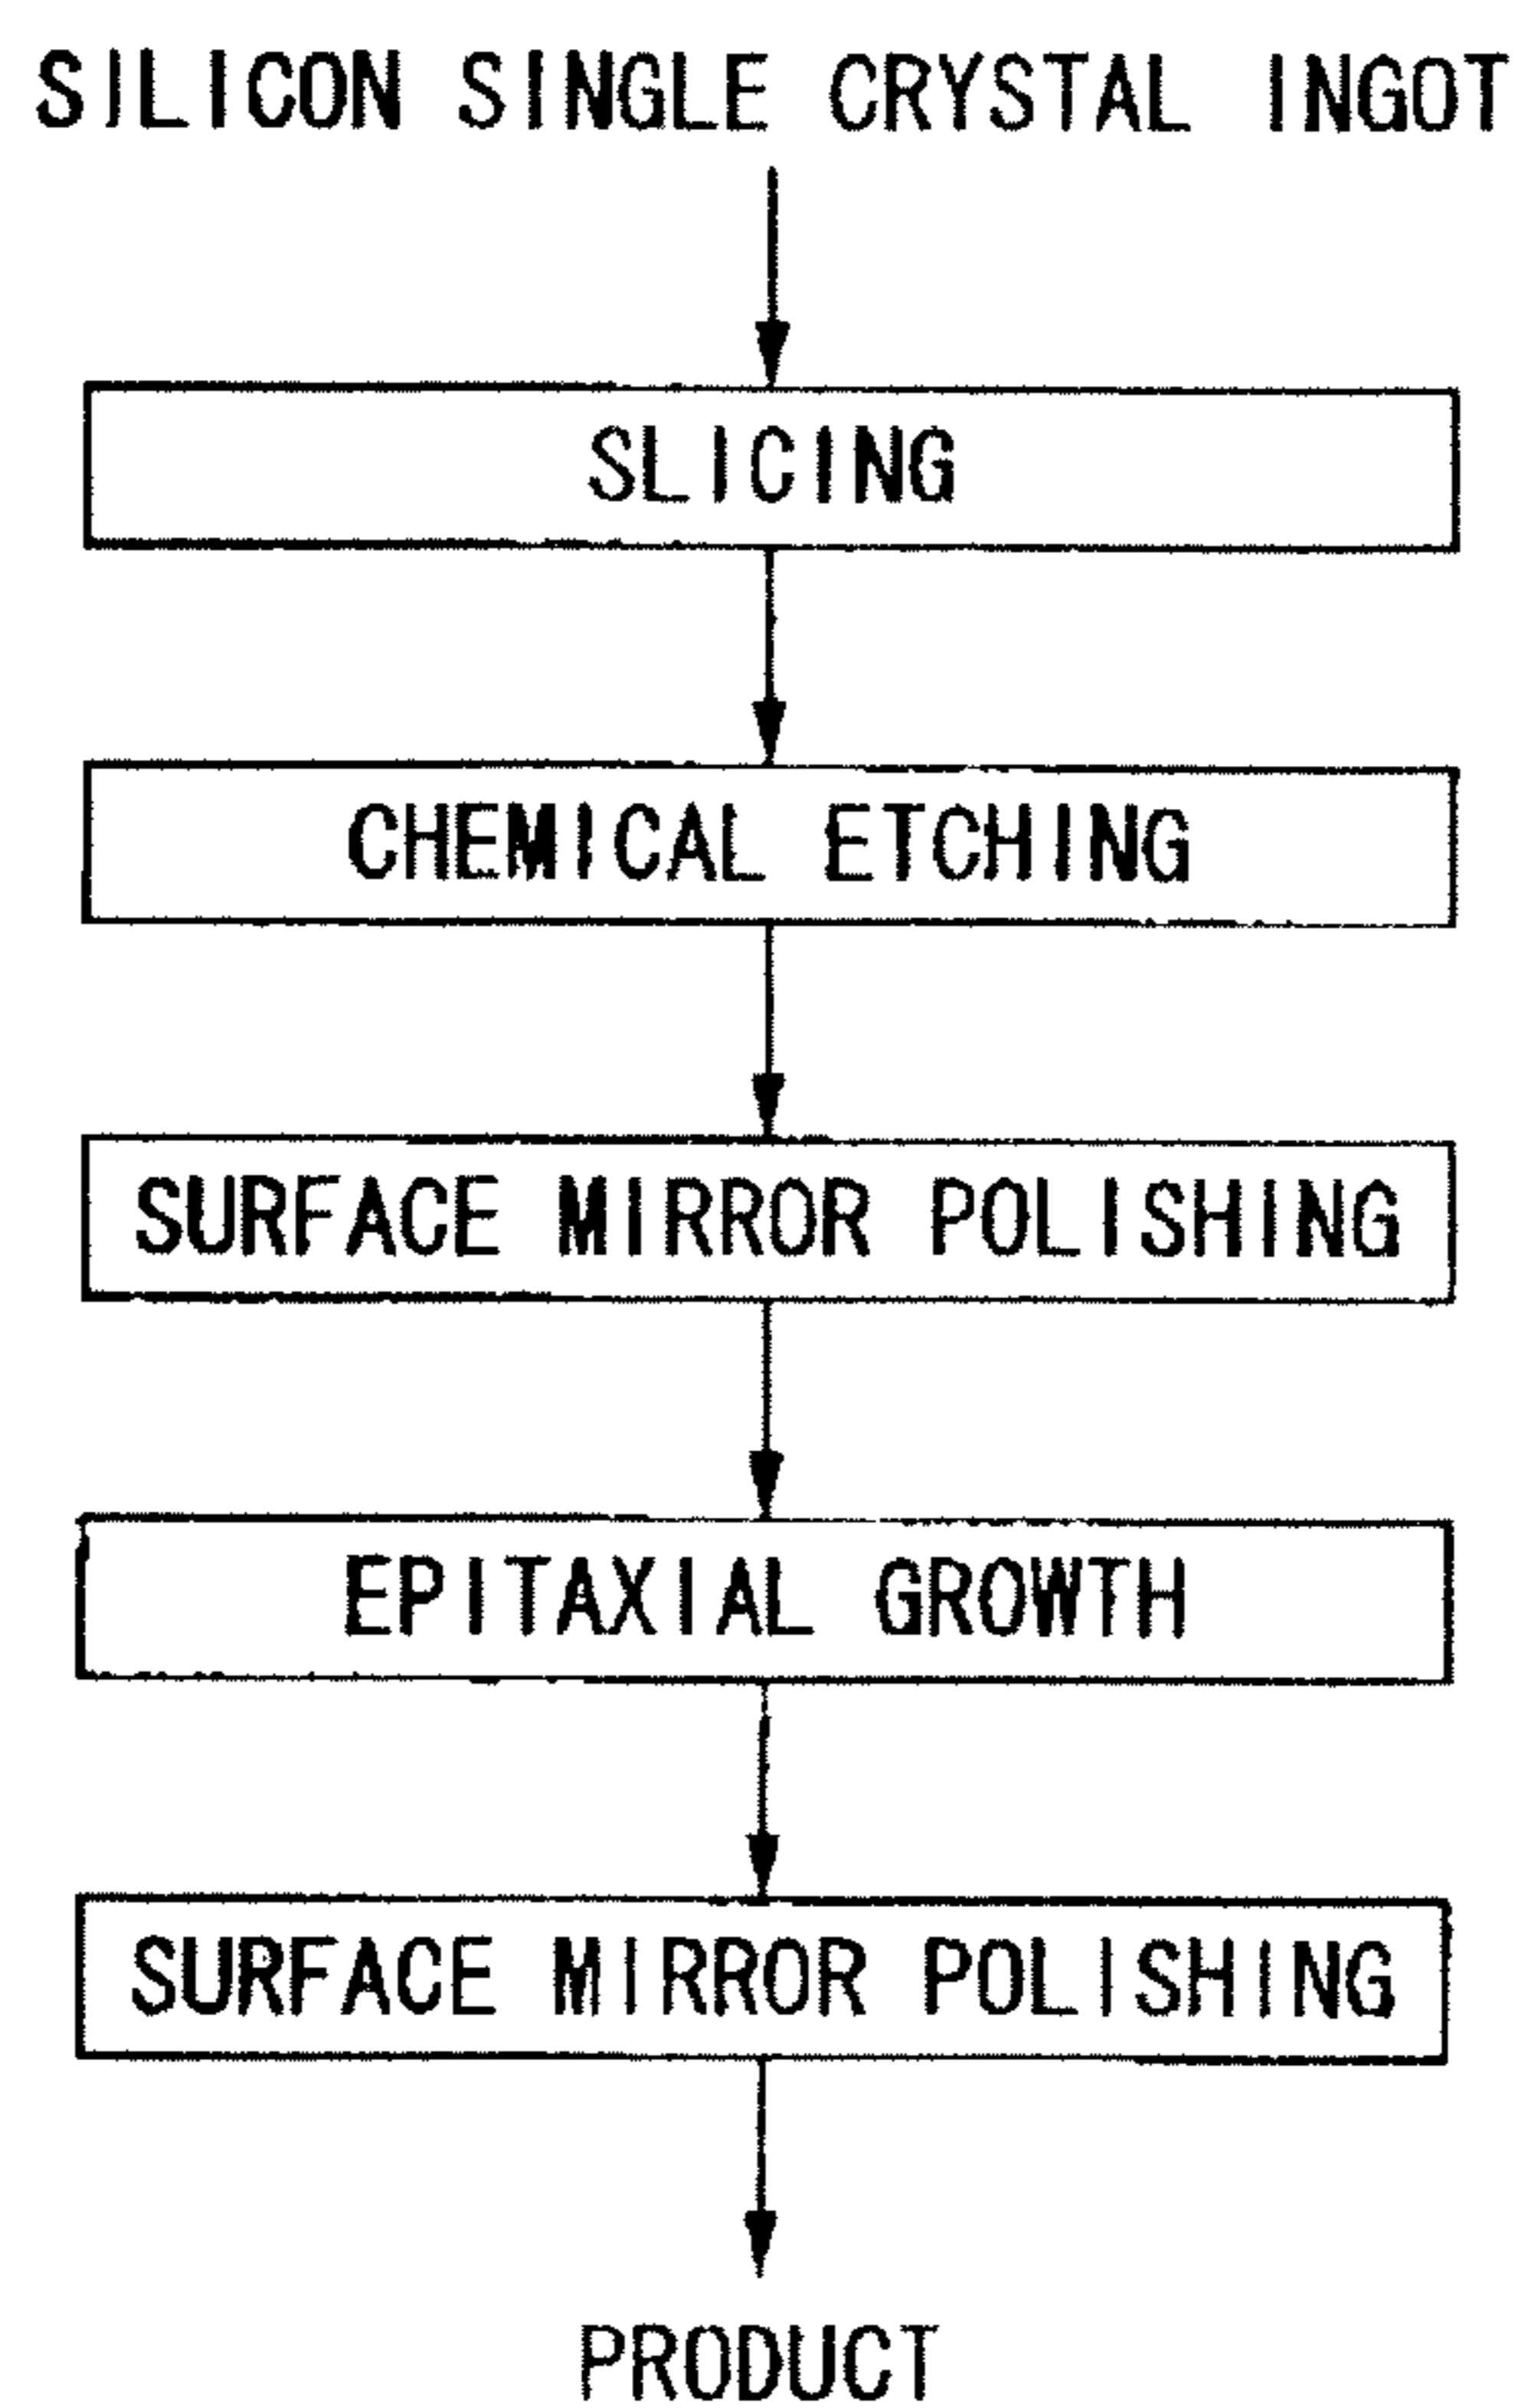 SILICON SINGLE CRYSTAL INGOT
SLICING
CHEMICAL ETCHING
SURFACE MIRROR POLISHING
EPITAXIAL GROWTH
SURFACE MIRROR POLISHING
PRODUCT